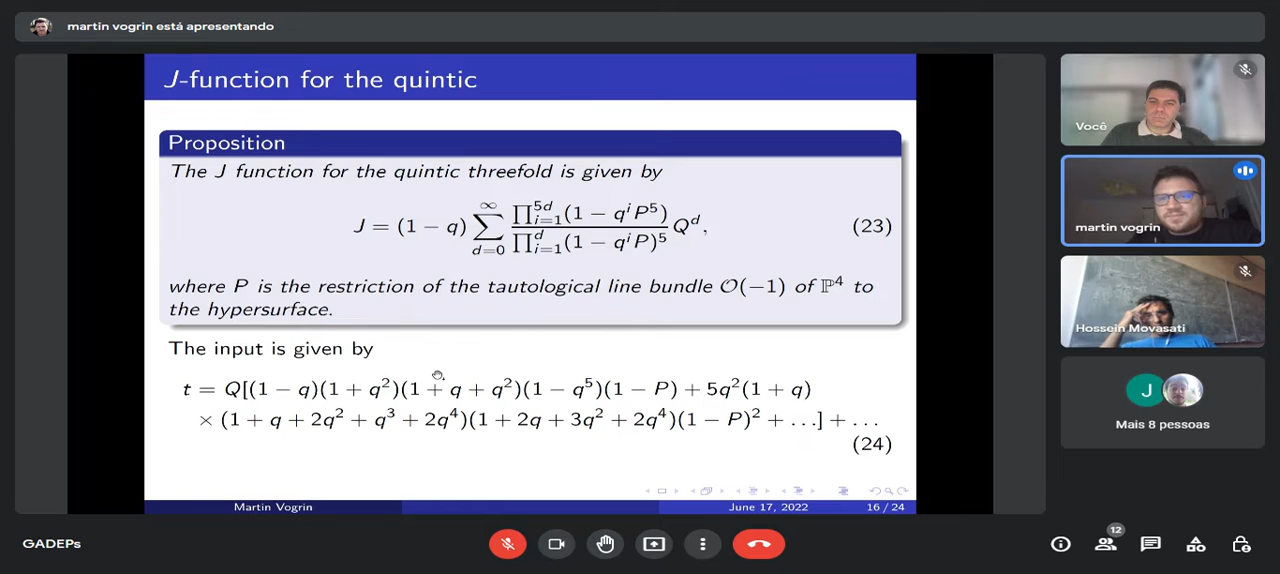 martin vogrin está apresentando
J-function for the quintic
Proposition
The J function for the quintic threefold is given by
J = (1 − q) ∑_{d=0}^{∞} \frac{∏_{i=1}^{5d}(1 − q^i P^5)}{∏_{i=1}^{d}(1 − q^i P)^5} Q^d, (23)
where P is the restriction of the tautological line bundle 𝒪(−1) of ℙ^4 to
the hypersurface.
The input is given by
t = Q[(1 − q)(1 + q^2)(1 + q + q^2)(1 − q^5)(1 − P) + 5q^2(1 + q)
× (1 + q + 2q^2 + q^3 + 2q^4)(1 + 2q + 3q^2 + 2q^4)(1 − P)^2 + ...] + ...
(24)
Martin Vogrin June 17, 2022 16 / 24
Você
martin vogrin
Hossein Movasati
J
Mais 8 pessoas
GADEPs
12